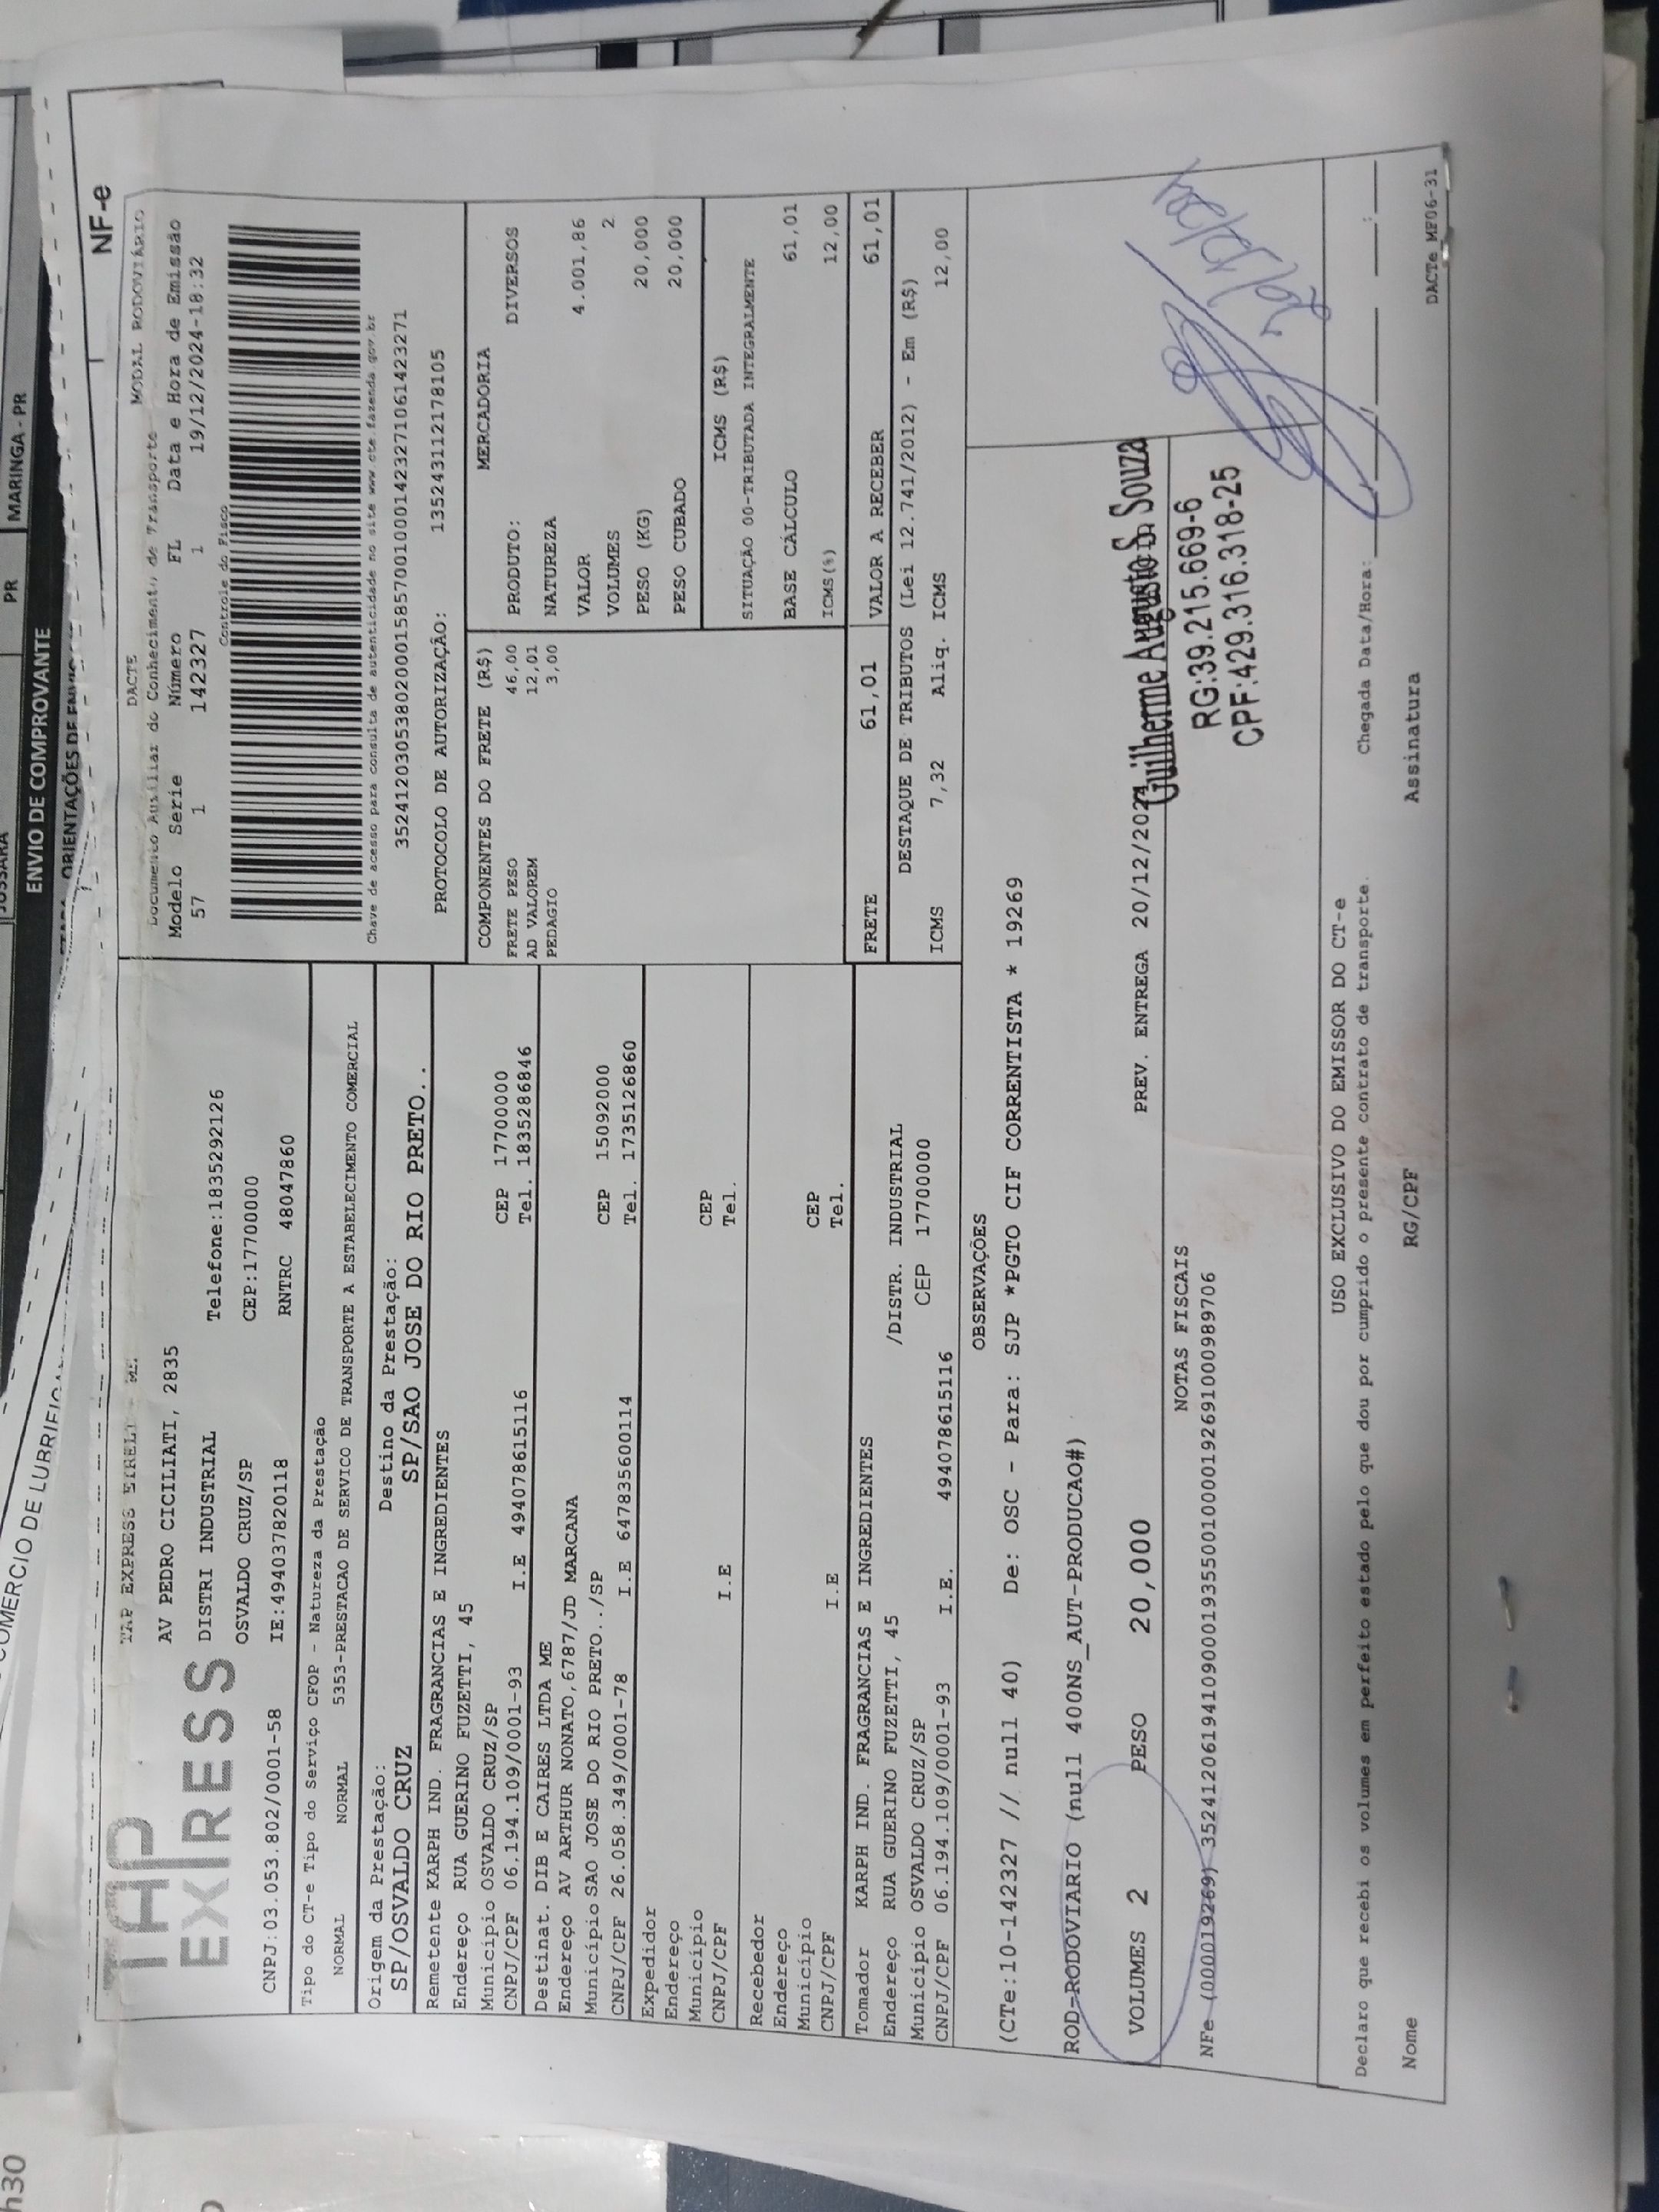 h30
COMERCIO DE LUBRIFICAN
JUSSARA
PR
MARINGA - PR
ENVIO DE COMPROVANTE
ORIENTAÇÕES DE ENVIO
NF-e
TAP
EXPRESS
TAP EXPRESS EIRELI - ME.
AV PEDRO CICILIATI, 2835
DISTRI INDUSTRIAL
Telefone:1835292126
OSVALDO CRUZ/SP
CEP:17700000
CNPJ:03.053.802/0001-58
IE:494037820118
RNTRC 48047860
DACTE
MODAL RODOVIÁRIO
Documento Auxiliar do Conhecimento de Transporte
Modelo Serie Número FL Data e Hora de Emissão
57 1 142327 1 19/12/2024-18:32
Controle do Fisco
Chave de acesso para consulta de autenticidade no site www.cte.fazenda.gov.br
35241203053802000158570010001423271061423271
PROTOCOLO DE AUTORIZAÇÃO: 135243112178105
Tipo do CT-e Tipo do Serviço CFOP - Natureza da Prestação
NORMAL NORMAL 5353-PRESTACAO DE SERVICO DE TRANSPORTE A ESTABELECIMENTO COMERCIAL
Origem da Prestação: Destino da Prestação:
SP/OSVALDO CRUZ SP/SAO JOSE DO RIO PRETO..
Remetente KARPH IND. FRAGRANCIAS E INGREDIENTES
Endereço RUA GUERINO FUZETTI, 45
Município OSVALDO CRUZ/SP CEP 17700000
CNPJ/CPF 06.194.109/0001-93 I.E 494078615116 Tel. 1835286846
Destinat. DIB E CAIRES LTDA ME
Endereço AV ARTHUR NONATO,6787/JD MARCANA
Município SAO JOSE DO RIO PRETO../SP CEP 15092000
CNPJ/CPF 26.058.349/0001-78 I.E 647835600114 Tel. 1735126860
Expedidor
Endereço
Município CEP
CNPJ/CPF I.E Tel.
Recebedor
Endereço
Município CEP
CNPJ/CPF I.E Tel.
Tomador KARPH IND. FRAGRANCIAS E INGREDIENTES
Endereço RUA GUERINO FUZETTI, 45 /DISTR. INDUSTRIAL
Município OSVALDO CRUZ/SP CEP 17700000
CNPJ/CPF 06.194.109/0001-93 I.E. 494078615116
COMPONENTES DO FRETE (R$)
FRETE PESO 46,00
AD VALOREM 12,01
PEDAGIO 3,00
MERCADORIA
PRODUTO: DIVERSOS
NATUREZA
VALOR 4.001,86
VOLUMES 2
PESO (KG) 20,000
PESO CUBADO 20,000
ICMS (R$)
SITUAÇÃO 00-TRIBUTADA INTEGRALMENTE
BASE CÁLCULO 61,01
ICMS(%) 12,00
FRETE 61,01 VALOR A RECEBER 61,01
DESTAQUE DE TRIBUTOS (Lei 12.741/2012) - Em (R$)
ICMS 7,32 Aliq. ICMS 12,00
OBSERVAÇÕES
(CTe:10-142327 // null 40) De: OSC - Para: SJP *PGTO CIF CORRENTISTA * 19269
ROD-RODOVIARIO (null 400NS_AUT-PRODUCAO#)
VOLUMES 2 PESO 20,000 PREV. ENTREGA 20/12/2024
Guilherme Augusto S. Souza
RG:39.215.669-6
CPF:429.316.318-25
20/12/24
NOTAS FISCAIS
NFe (000019269) 35241206194109000193550010000192691000989706
USO EXCLUSIVO DO EMISSOR DO CT-e
Declaro que recebi os volumes em perfeito estado pelo que dou por cumprido o presente contrato de transporte. Chegada Data/Hora:
Nome RG/CPF Assinatura
DACTe_MF06-31